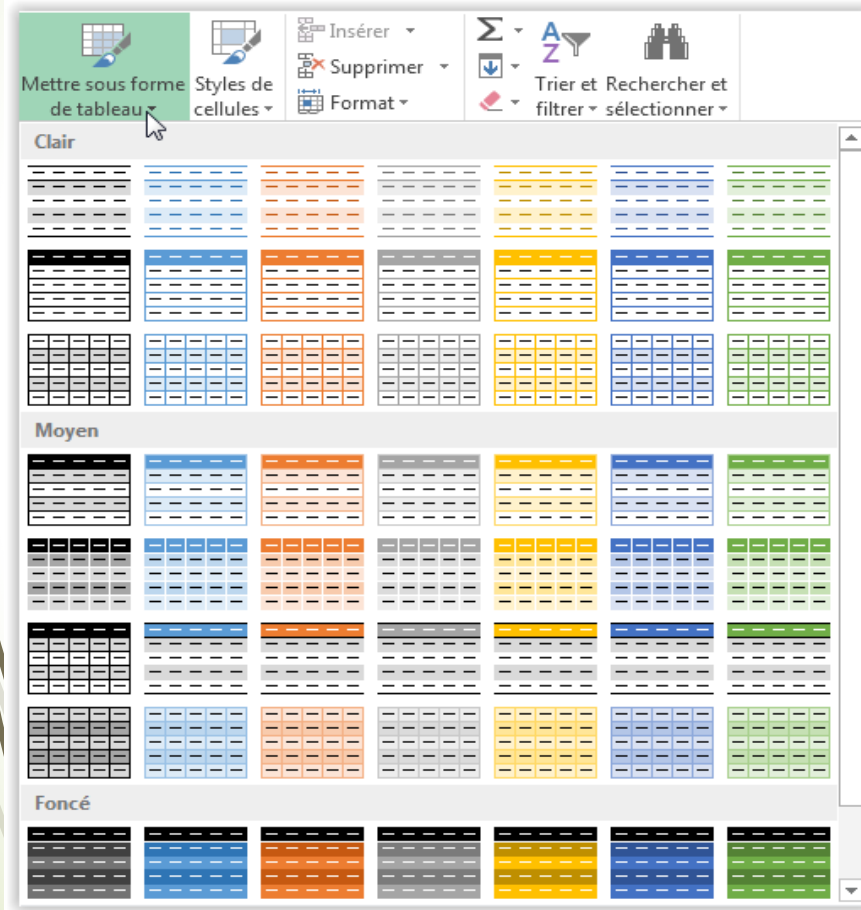 Mettre sous forme
de tableau
Styles de
cellules
Insérer
Supprimer
Format
Σ
A
Z
Trier et
filtrer
Rechercher et
sélectionner
Clair
Moyen
Foncé